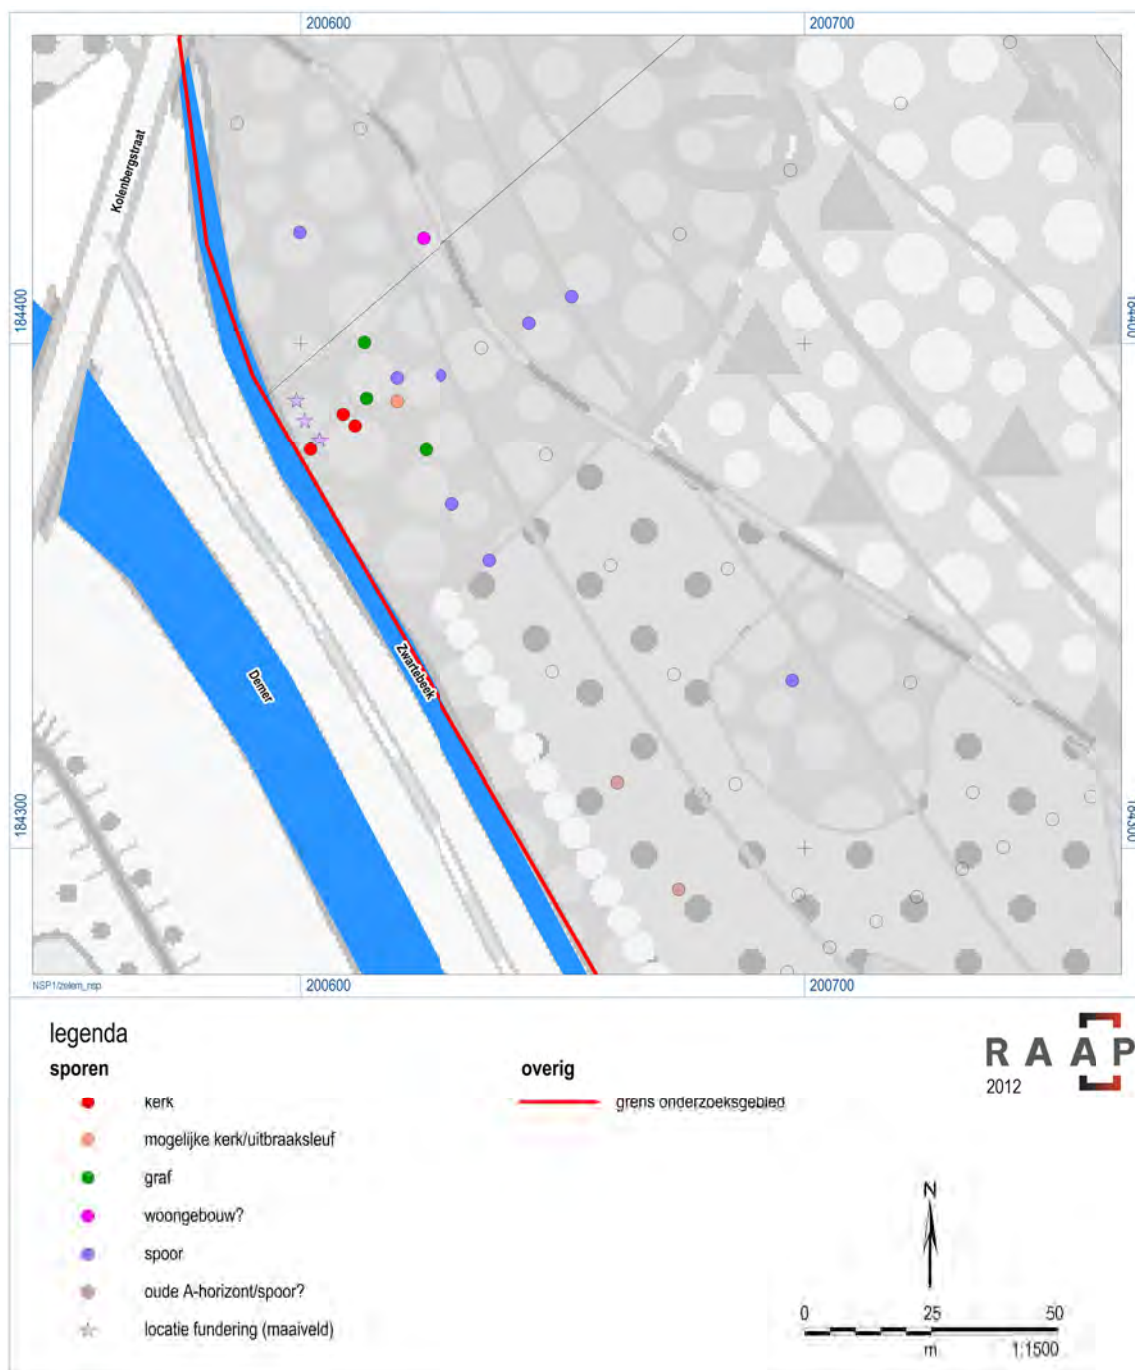 200600 200700
Kolenbergstraat
184400 184400
Zwartebeek
Demer
184300 184300
NSP1/zelem_nsp
200600 200700
legenda
sporen
kerk
mogelijke kerk/uitbraaksleuf
graf
woongebouw?
spoor
oude A-horizont/spoor?
locatie fundering (maaiveld)
overig
grens onderzoeksgebied
RAAP
2012
N
0 25 50
m 1:1500